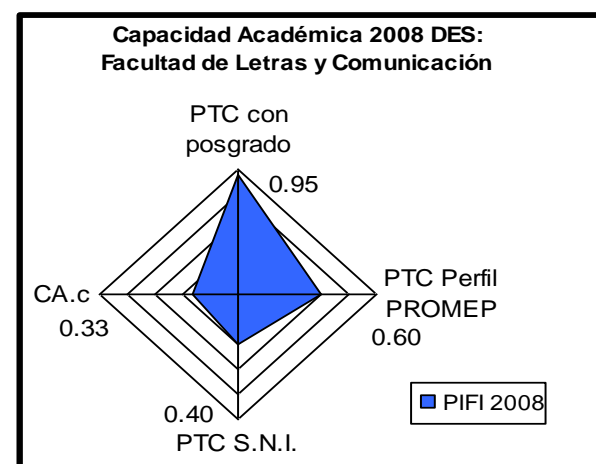 Capacidad Académica 2008 DES:
Facultad de Letras y Comunicación
PTC con
posgrado
0.95
PTC Perfil
PROMEP
0.60
CA.c
0.33
0.40
PTC S.N.I.
PIFI 2008